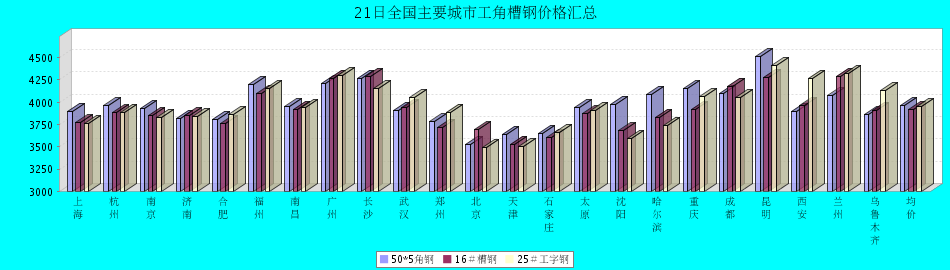 21日全国主要城市工角槽钢价格汇总
4500
4250
4000
3750
3500
3250
3000
上海
杭州
南京
济南
合肥
福州
南昌
广州
长沙
武汉
郑州
北京
天津
石家庄
太原
沈阳
哈尔滨
重庆
成都
昆明
西安
兰州
乌鲁木齐
均价
50*5角钢
16#槽钢
25#工字钢